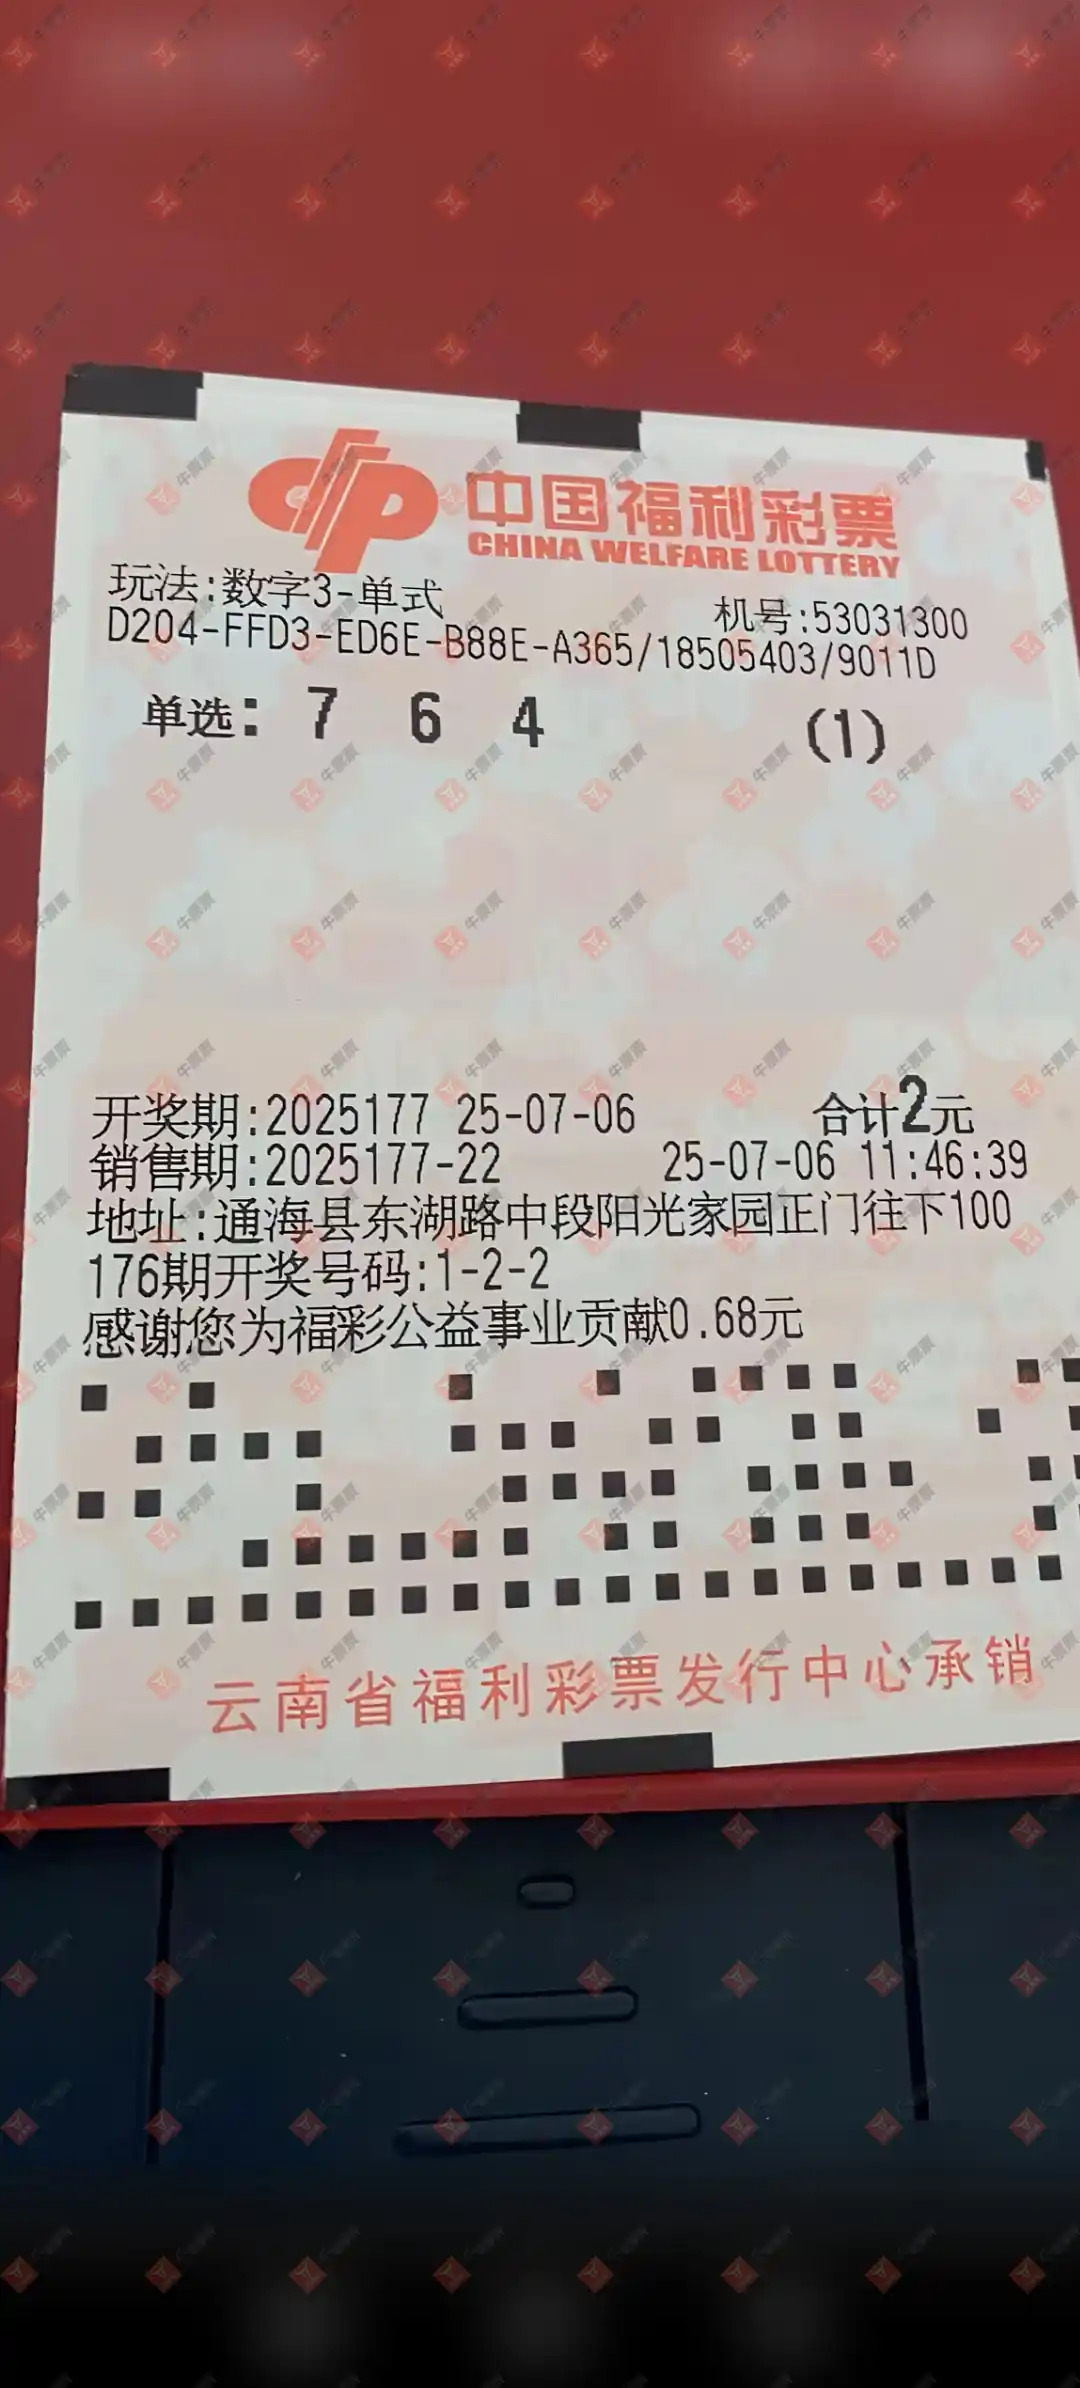 中国福利彩票
CHINA WELFARE LOTTERY
玩法:数字3-单式 机号:53031300
D204-FFD3-ED6E-B88E-A365/18505403/9011D
单选: 7 6 4 (1)
开奖期:2025177 25-07-06 合计2元
销售期:2025177-22 25-07-06 11:46:39
地址:通海县东湖路中段阳光家园正门往下100
176期开奖号码:1-2-2
感谢您为福彩公益事业贡献0.68元
云南省福利彩票发行中心承销
牛票票